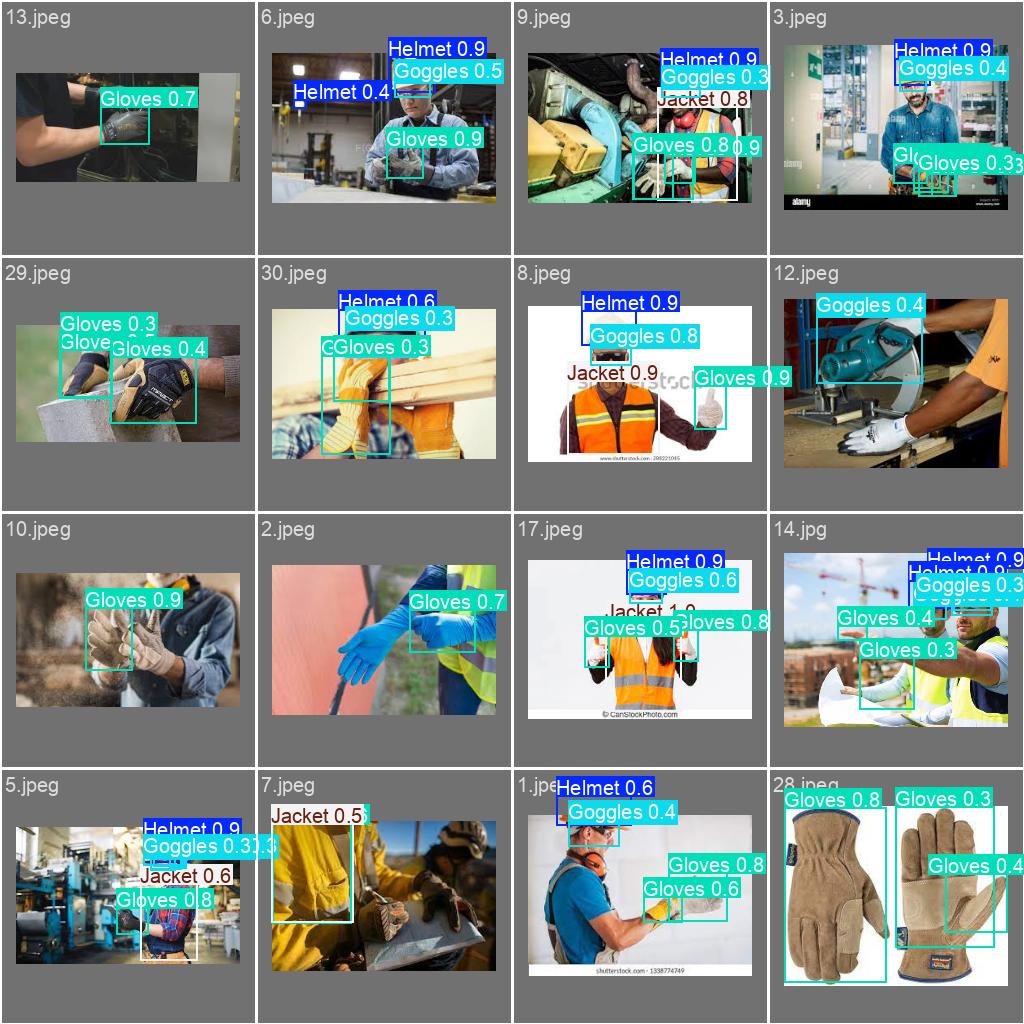 13.jpeg
Gloves 0.7
6.jpeg
Helmet 0.9
Goggles 0.5
Helmet 0.4
Gloves 0.9
9.jpeg
Helmet 0.9
Goggles 0.3
Jacket 0.8
Gloves 0.8
0.9
3.jpeg
Helmet 0.9
Goggles 0.4
Gloves 0.3
alamy
alamy
29.jpeg
Gloves 0.3
Gloves 0.4
30.jpeg
Helmet 0.6
Goggles 0.3
Gloves 0.3
8.jpeg
Helmet 0.9
Goggles 0.8
Jacket 0.9
Gloves 0.9
12.jpeg
Goggles 0.4
10.jpeg
Gloves 0.9
2.jpeg
Gloves 0.7
17.jpeg
Helmet 0.9
Goggles 0.6
Jacket 1.0
Gloves 0.5
Gloves 0.8
© CanStockPhoto.com
14.jpg
Helmet 0.9
Helmet 0.9
Goggles 0.3
Gloves 0.4
Gloves 0.3
5.jpeg
Helmet 0.9
Goggles 0.3
Jacket 0.6
Gloves 0.8
7.jpeg
Jacket 0.5
1.jpe
Helmet 0.6
Goggles 0.4
Gloves 0.8
Gloves 0.6
shutterstock.com · 1338774749
28.jpeg
Gloves 0.8
Gloves 0.3
Gloves 0.4